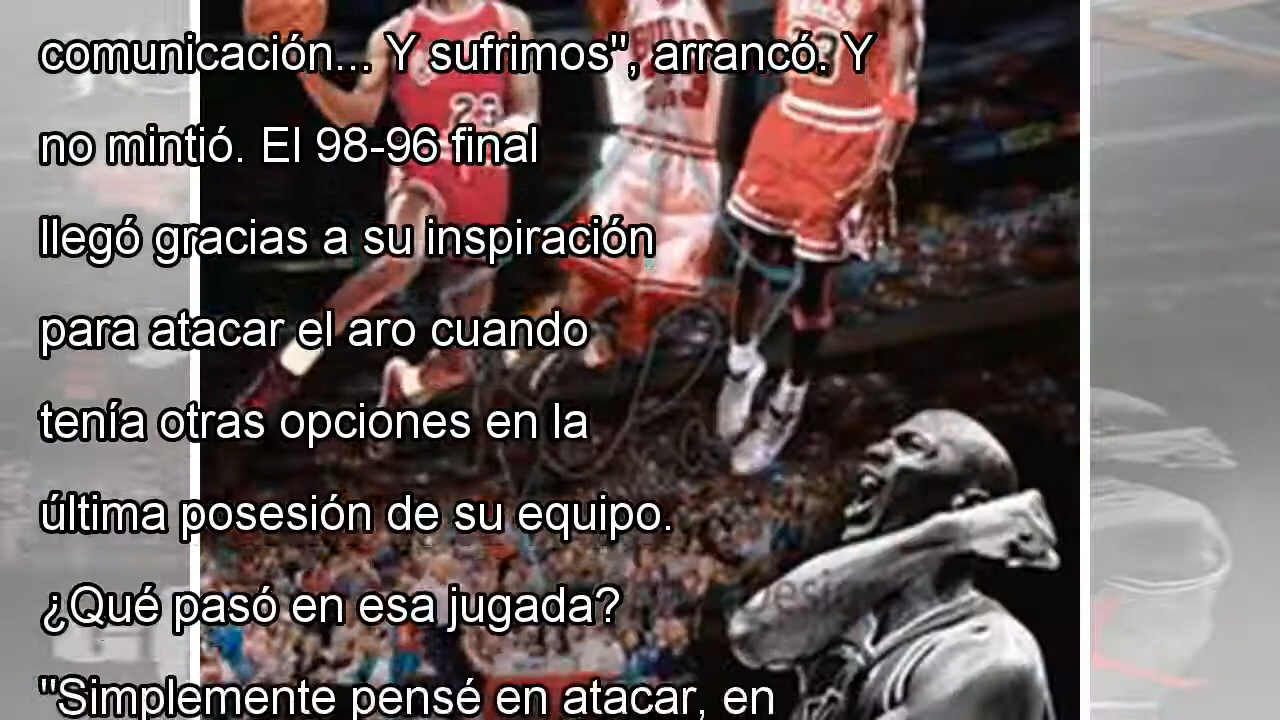 comunicación... Y sufrimos", arrancó. Y
no mintió. El 98-96 final
llegó gracias a su inspiración
para atacar el aro cuando
tenía otras opciones en la
última posesión de su equipo.
¿Qué pasó en esa jugada?
"Simplemente pensé en atacar, en
23